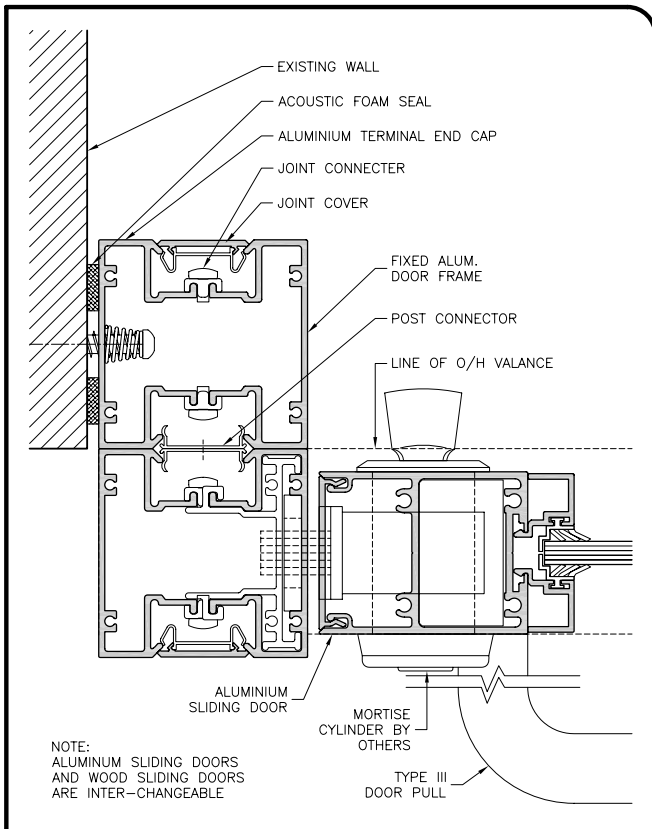 EXISTING WALL
ACOUSTIC FOAM SEAL
ALUMINIUM TERMINAL END CAP
JOINT CONNECTER
JOINT COVER
FIXED ALUM.
DOOR FRAME
POST CONNECTOR
LINE OF O/H VALANCE
ALUMINIUM
SLIDING DOOR
MORTISE
CYLINDER BY
OTHERS
TYPE III
DOOR PULL
NOTE:
ALUMINUM SLIDING DOORS
AND WOOD SLIDING DOORS
ARE INTER-CHANGEABLE